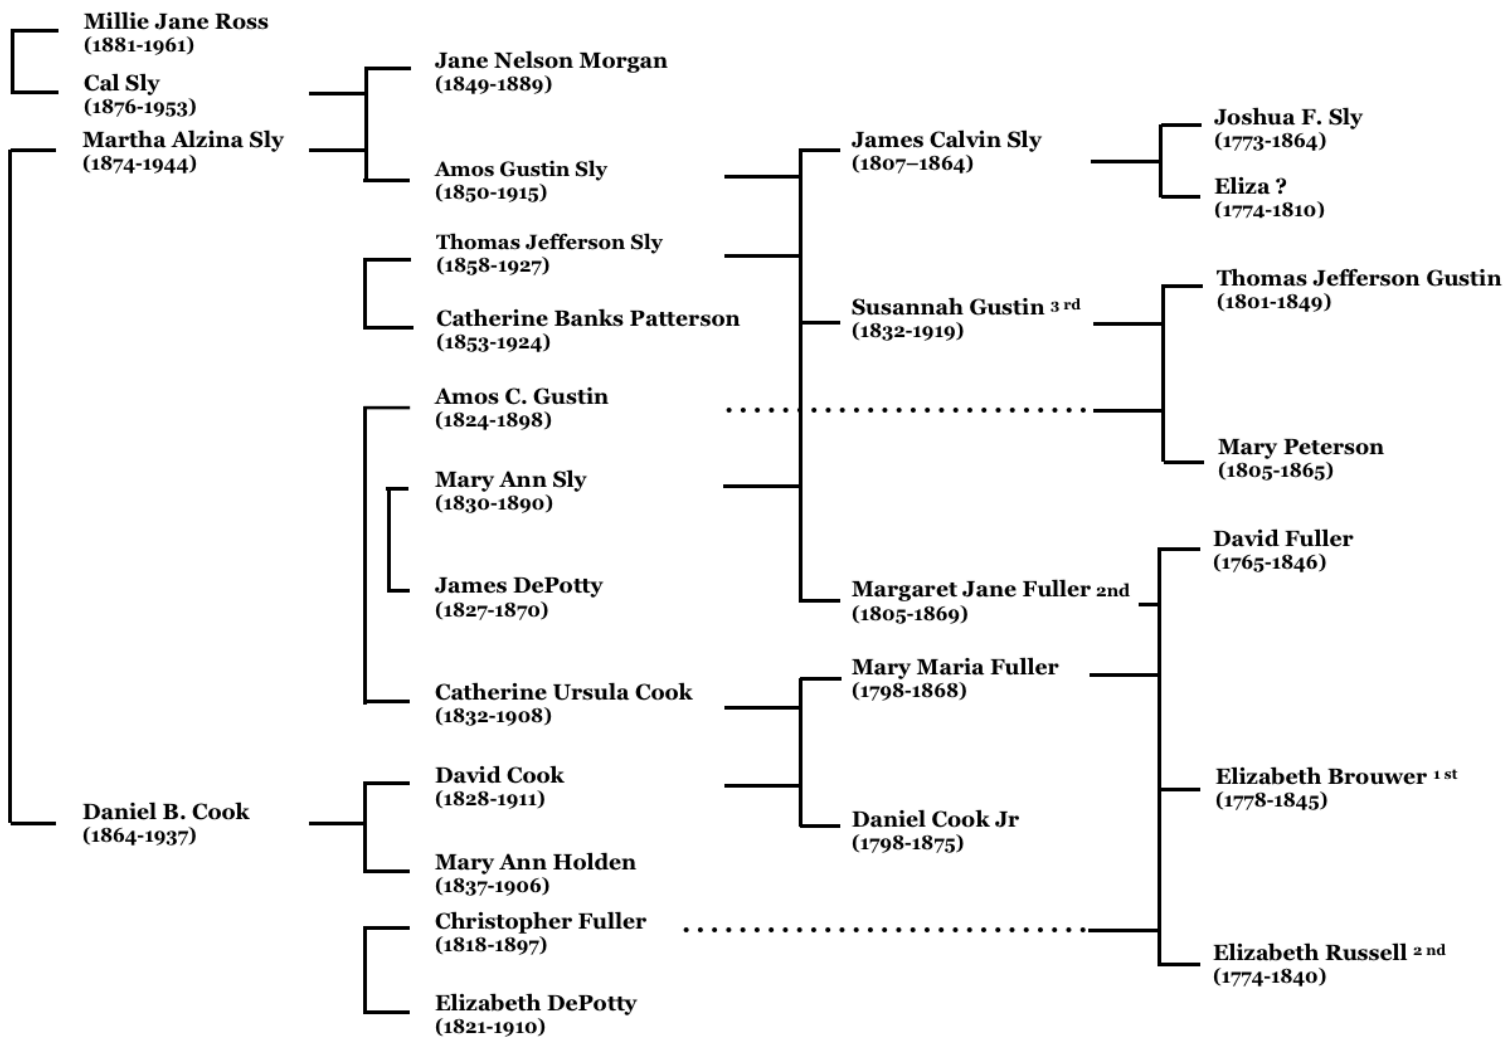 Millie Jane Ross
(1881-1961)
Cal Sly
(1876-1953)
Martha Alzina Sly
(1874-1944)
Daniel B. Cook
(1864-1937)
Jane Nelson Morgan
(1849-1889)
Amos Gustin Sly
(1850-1915)
Thomas Jefferson Sly
(1858-1927)
Catherine Banks Patterson
(1853-1924)
Amos C. Gustin
(1824-1898)
Mary Ann Sly
(1830-1890)
James DePotty
(1827-1870)
Catherine Ursula Cook
(1832-1908)
David Cook
(1828-1911)
Mary Ann Holden
(1837-1906)
Christopher Fuller
(1818-1897)
Elizabeth DePotty
(1821-1910)
James Calvin Sly
(1807–1864)
Susannah Gustin 3 rd
(1832-1919)
Margaret Jane Fuller 2nd
(1805-1869)
Mary Maria Fuller
(1798-1868)
Daniel Cook Jr
(1798-1875)
Joshua F. Sly
(1773-1864)
Eliza ?
(1774-1810)
Thomas Jefferson Gustin
(1801-1849)
Mary Peterson
(1805-1865)
David Fuller
(1765-1846)
Elizabeth Brouwer 1 st
(1778-1845)
Elizabeth Russell 2 nd
(1774-1840)